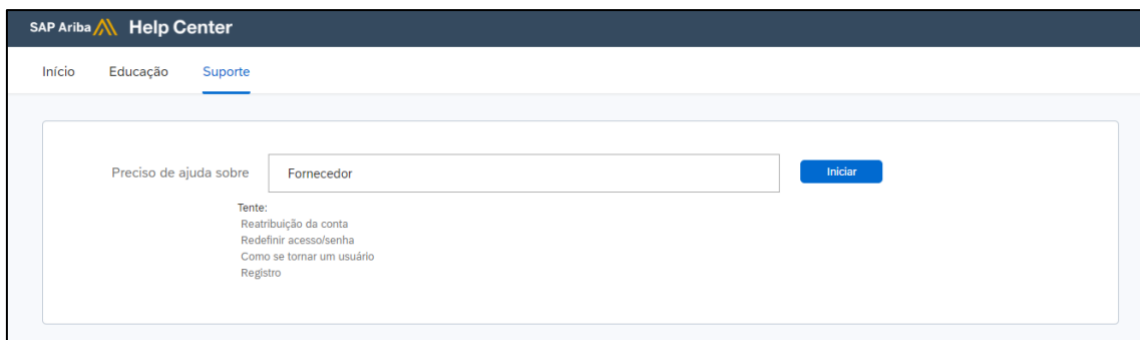 SAP Ariba Help Center
Início Educação Suporte
Preciso de ajuda sobre Fornecedor Iniciar
Tente:
Reatribuição da conta
Redefinir acesso/senha
Como se tornar um usuário
Registro